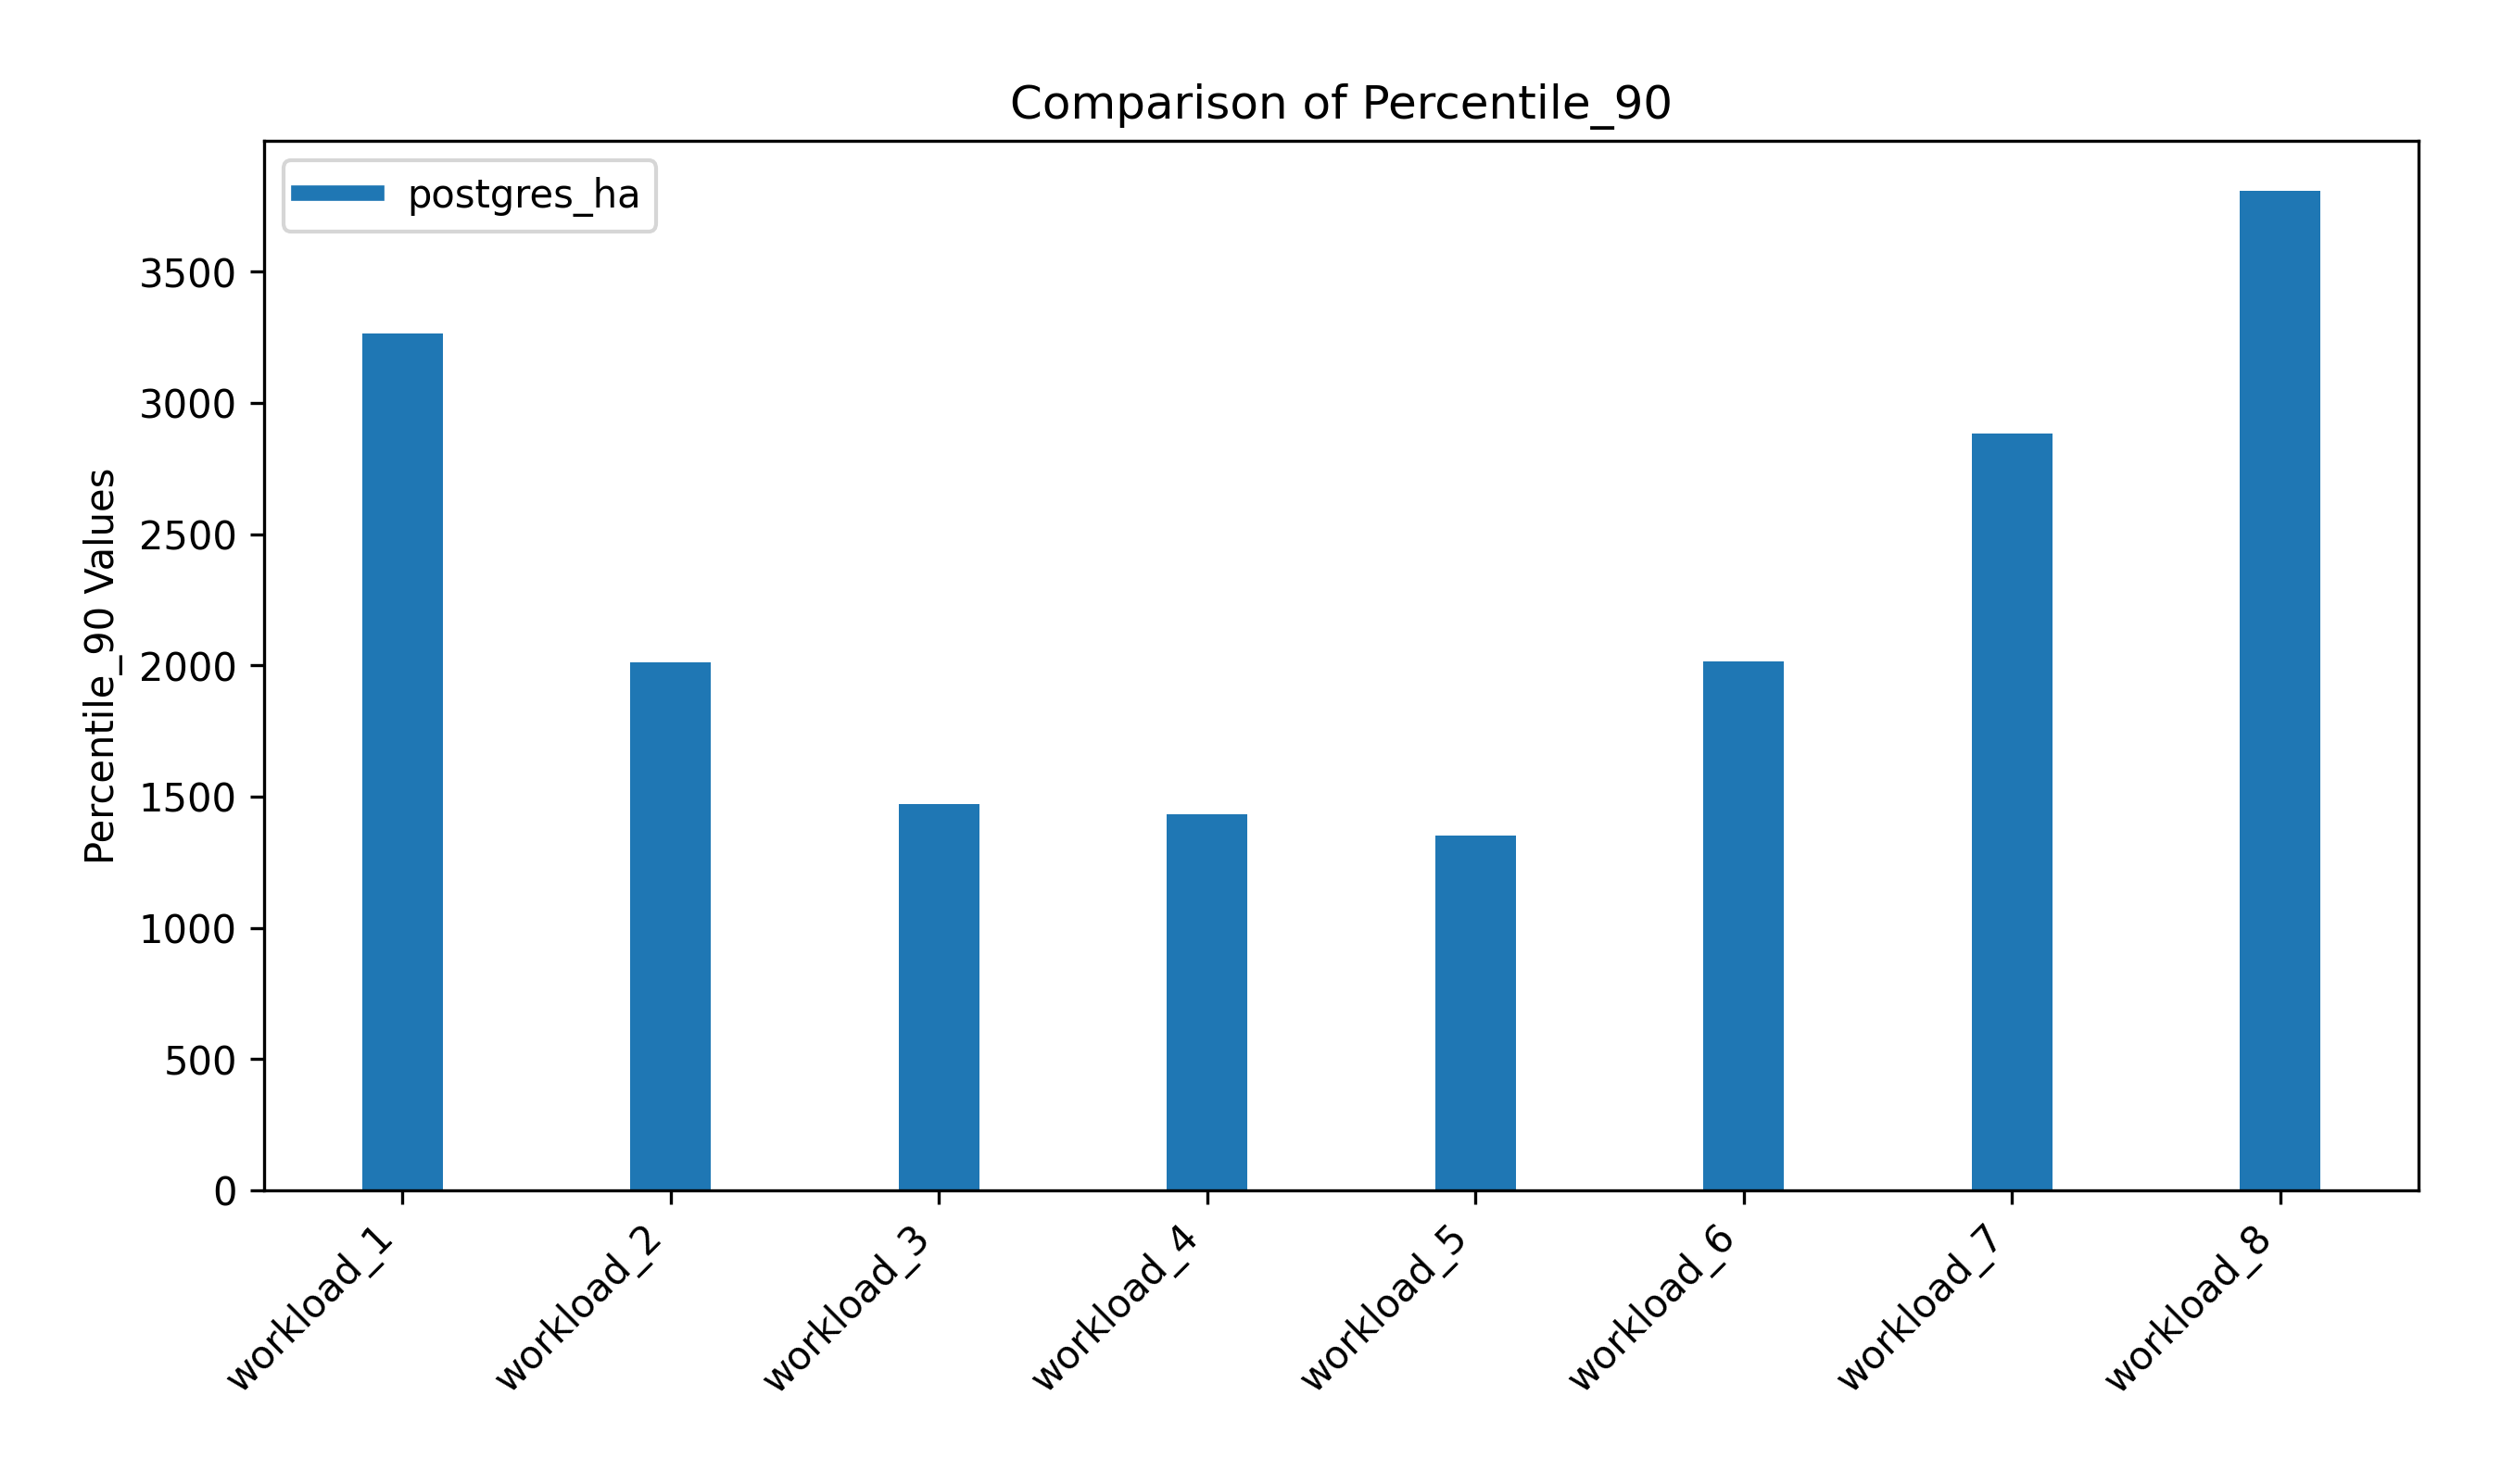 Comparison of Percentile_90
postgres_ha
Percentile_90 Values
3500
3000
2500
2000
1500
1000
500
0
workload_1
workload_2
workload_3
workload_4
workload_5
workload_6
workload_7
workload_8